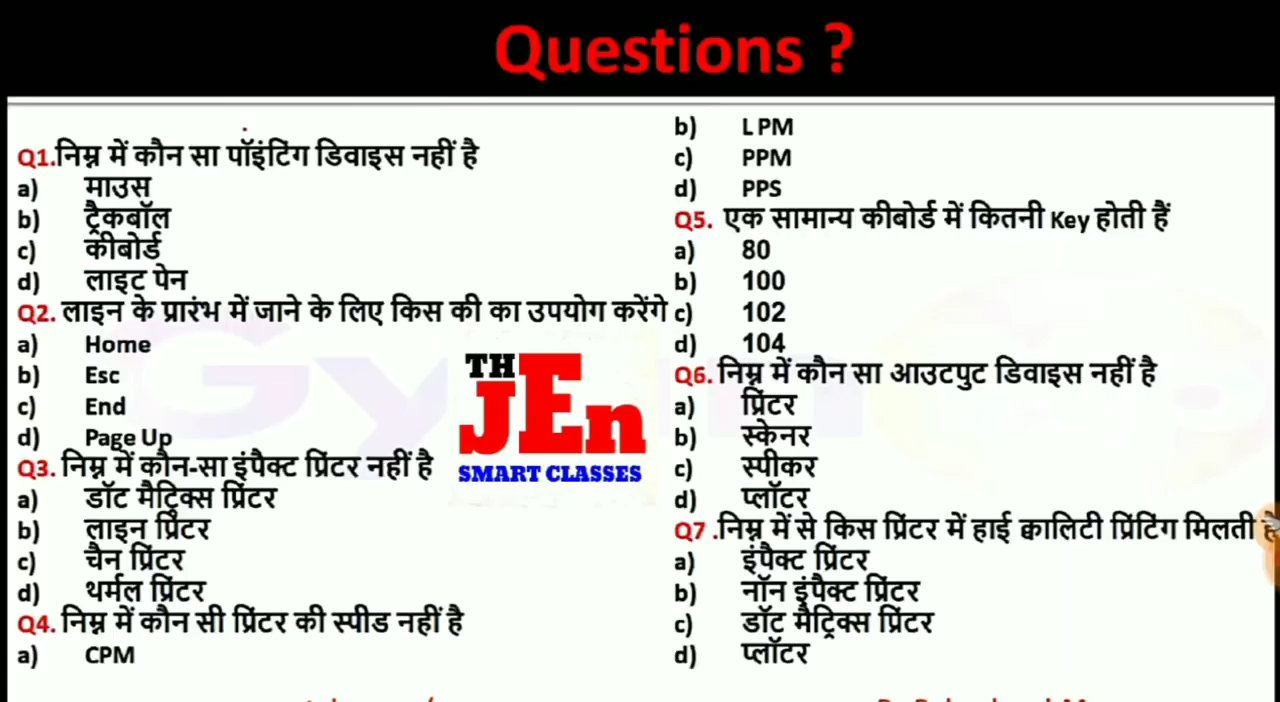 Questions ?
Q1.निम्न में कौन सा पॉइंटिंग डिवाइस नहीं है
a) माउस
b) ट्रैकबॉल
c) कीबोर्ड
d) लाइट पेन
Q2. लाइन के प्रारंभ में जाने के लिए किस की का उपयोग करेंगे
a) Home
b) Esc
c) End
d) Page Up
Q3. निम्न में कौन-सा इंपैक्ट प्रिंटर नहीं है
a) डॉट मैट्रिक्स प्रिंटर
b) लाइन प्रिंटर
c) चैन प्रिंटर
d) थर्मल प्रिंटर
Q4. निम्न में कौन सी प्रिंटर की स्पीड नहीं है
a) CPM
b) LPM
c) PPM
d) PPS
Q5. एक सामान्य कीबोर्ड में कितनी Key होती हैं
a) 80
b) 100
c) 102
d) 104
Q6. निम्न में कौन सा आउटपुट डिवाइस नहीं है
a) प्रिंटर
b) स्केनर
c) स्पीकर
d) प्लॉटर
Q7 .निम्न में से किस प्रिंटर में हाई क्वालिटी प्रिंटिंग मिलती है
a) इंपैक्ट प्रिंटर
b) नॉन इंपैक्ट प्रिंटर
c) डॉट मैट्रिक्स प्रिंटर
d) प्लॉटर
TH
JEn
SMART CLASSES